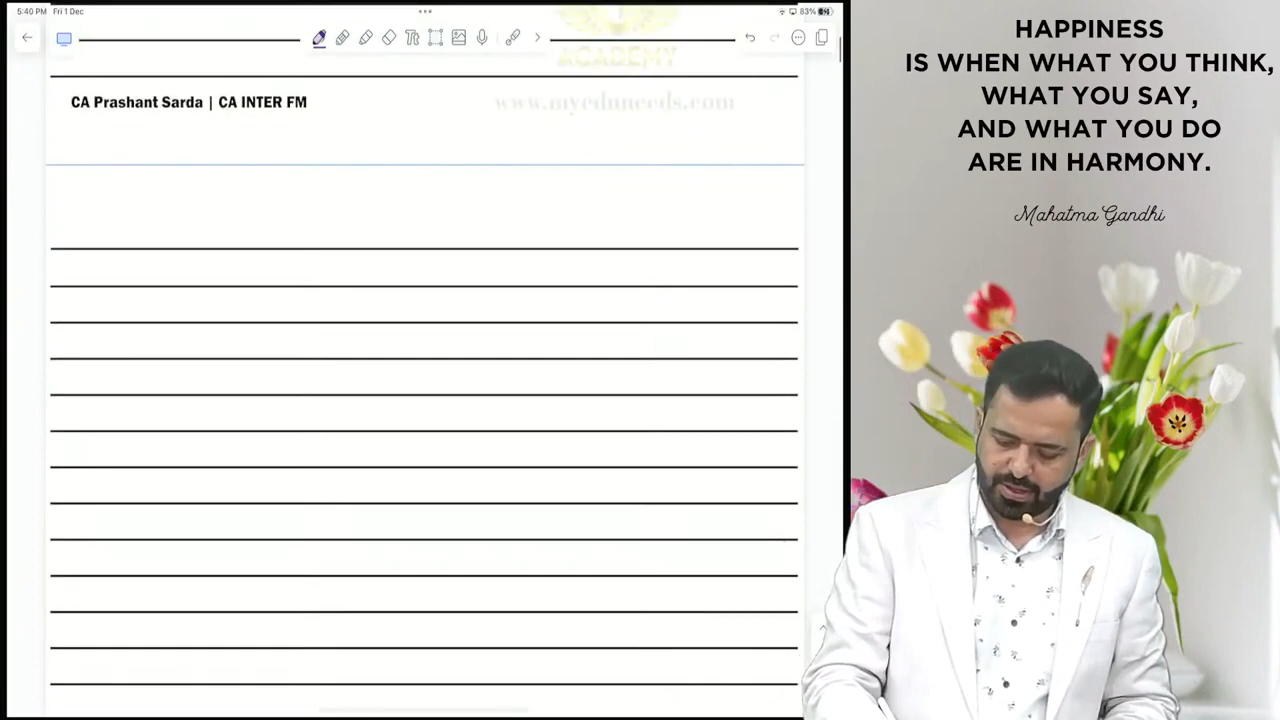 5:40 PM Fri 1 Dec
83%
ACADEMY
CA Prashant Sarda | CA INTER FM
www.myeduneeds.com
HAPPINESS
IS WHEN WHAT YOU THINK,
WHAT YOU SAY,
AND WHAT YOU DO
ARE IN HARMONY.
Mahatma Gandhi